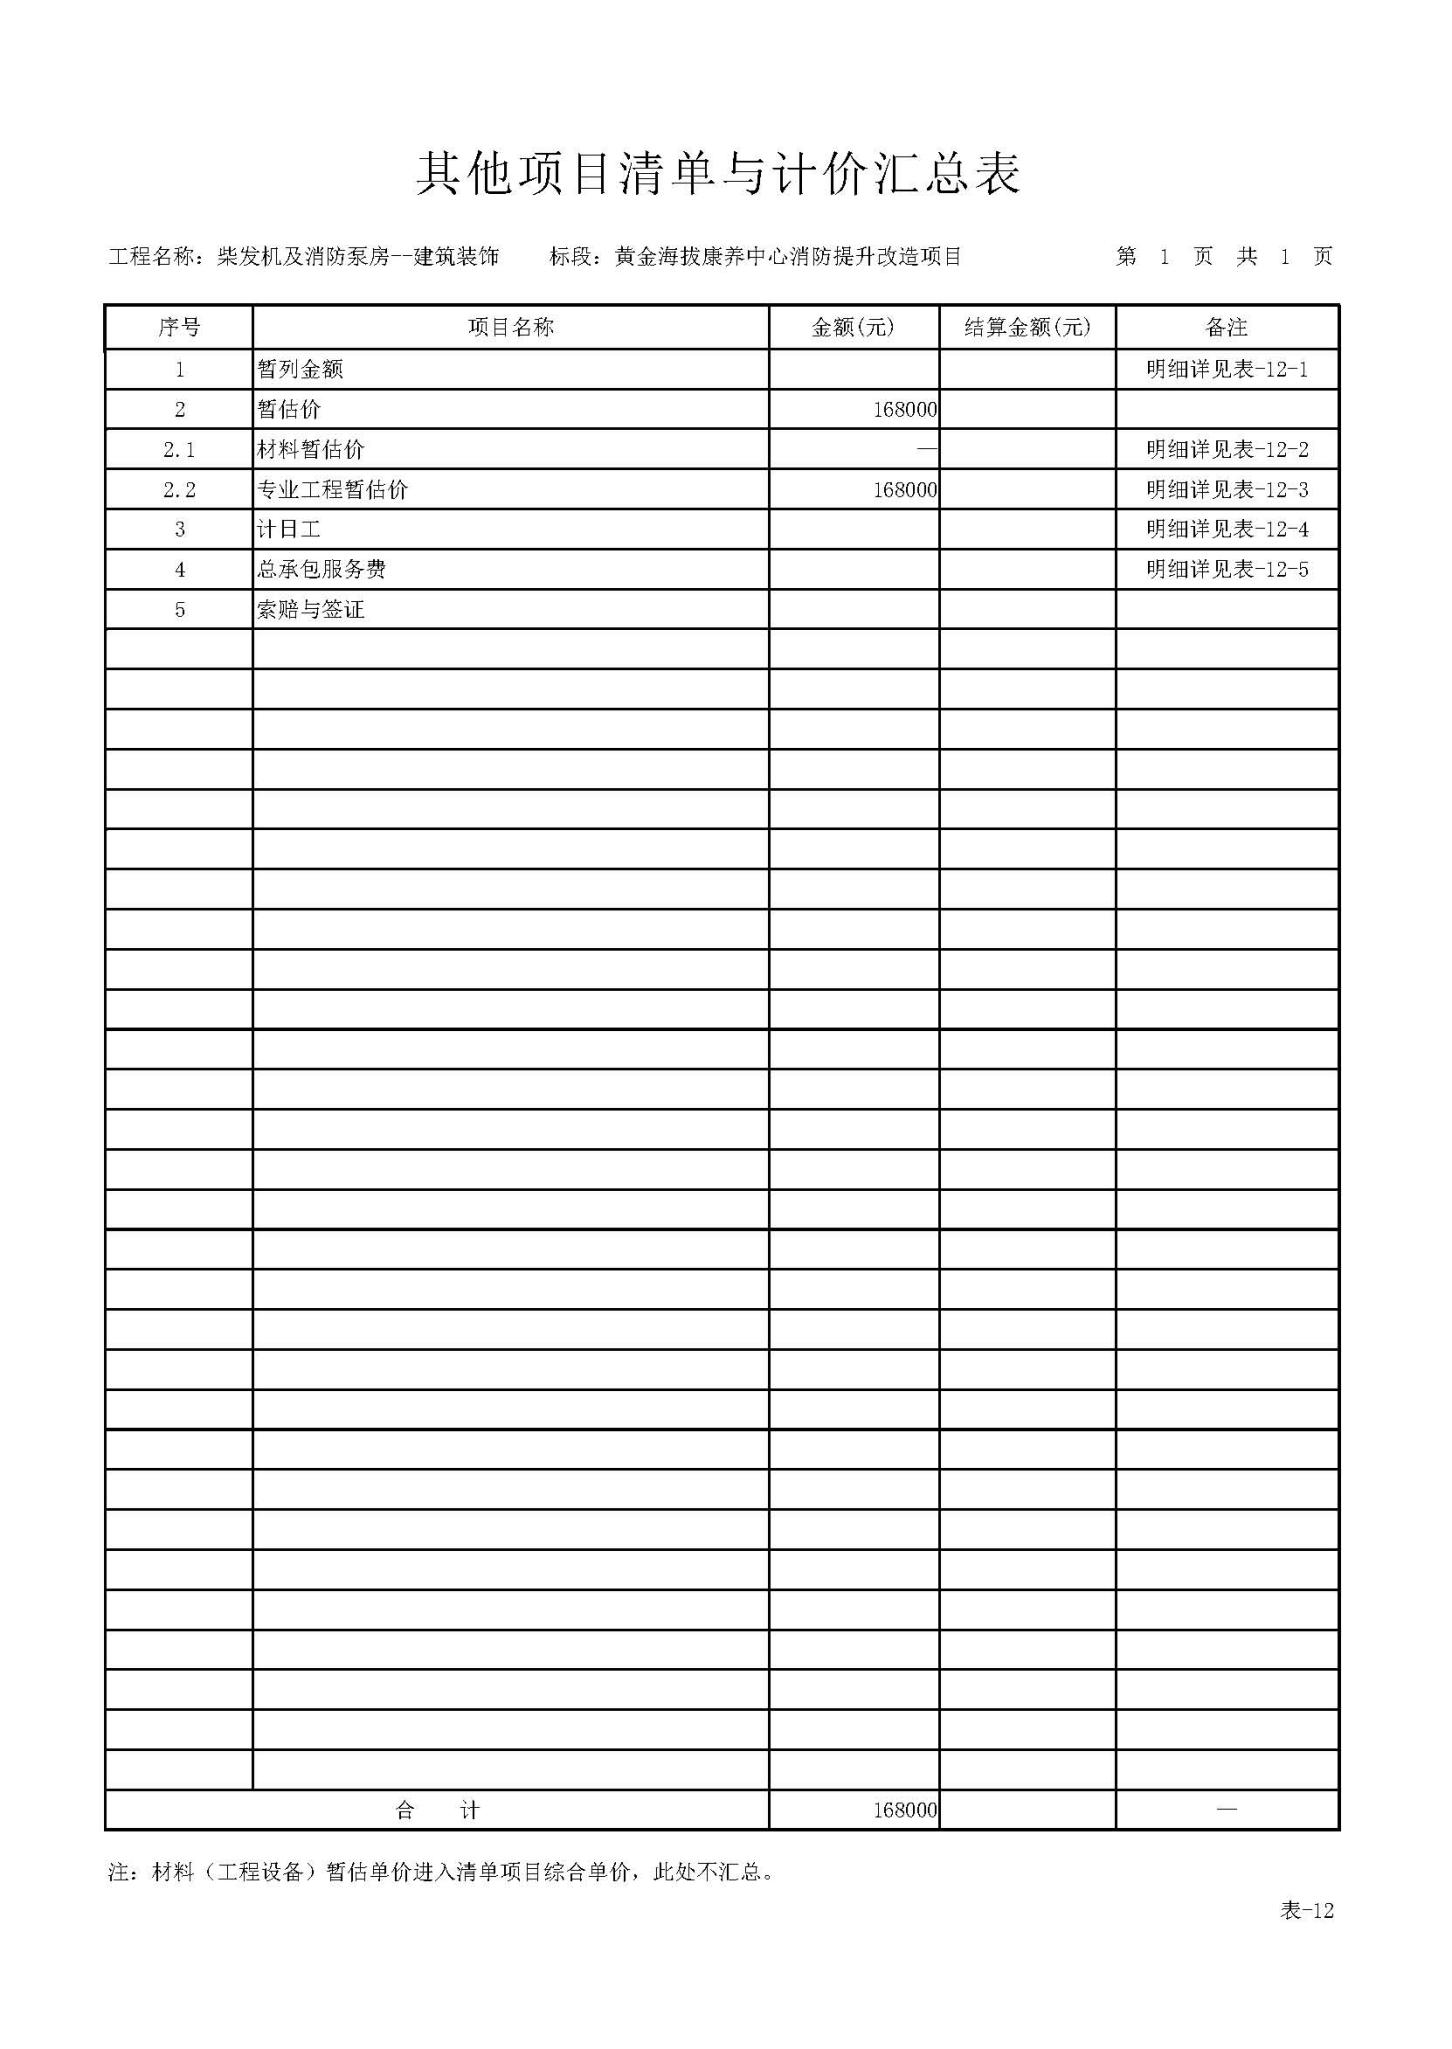 其他项目清单与计价汇总表
工程名称：柴发机及消防泵房--建筑装饰 标段：黄金海拔康养中心消防提升改造项目 第 1 页 共 1 页
序号 项目名称 金额(元) 结算金额(元) 备注
1 暂列金额 明细详见表-12-1
2 暂估价 168000
2.1 材料暂估价 — 明细详见表-12-2
2.2 专业工程暂估价 168000 明细详见表-12-3
3 计日工 明细详见表-12-4
4 总承包服务费 明细详见表-12-5
5 索赔与签证
合 计 168000 —
注：材料（工程设备）暂估单价进入清单项目综合单价，此处不汇总。
表-12